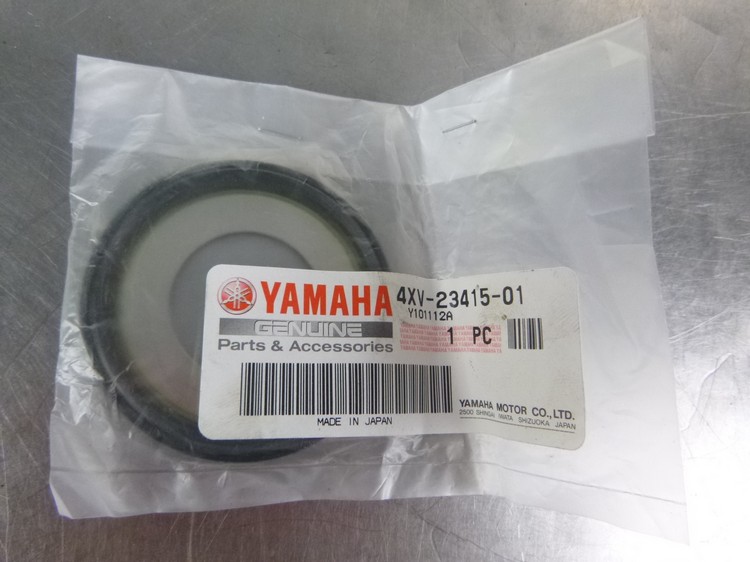 YAMAHA
GENUINE
Parts & Accessories
4XV-23415-01
Y101112A
1 PC
MADE IN JAPAN
YAMAHA MOTOR CO.,LTD.
2500 SHINGAI IWATA SHIZUOKA JAPAN